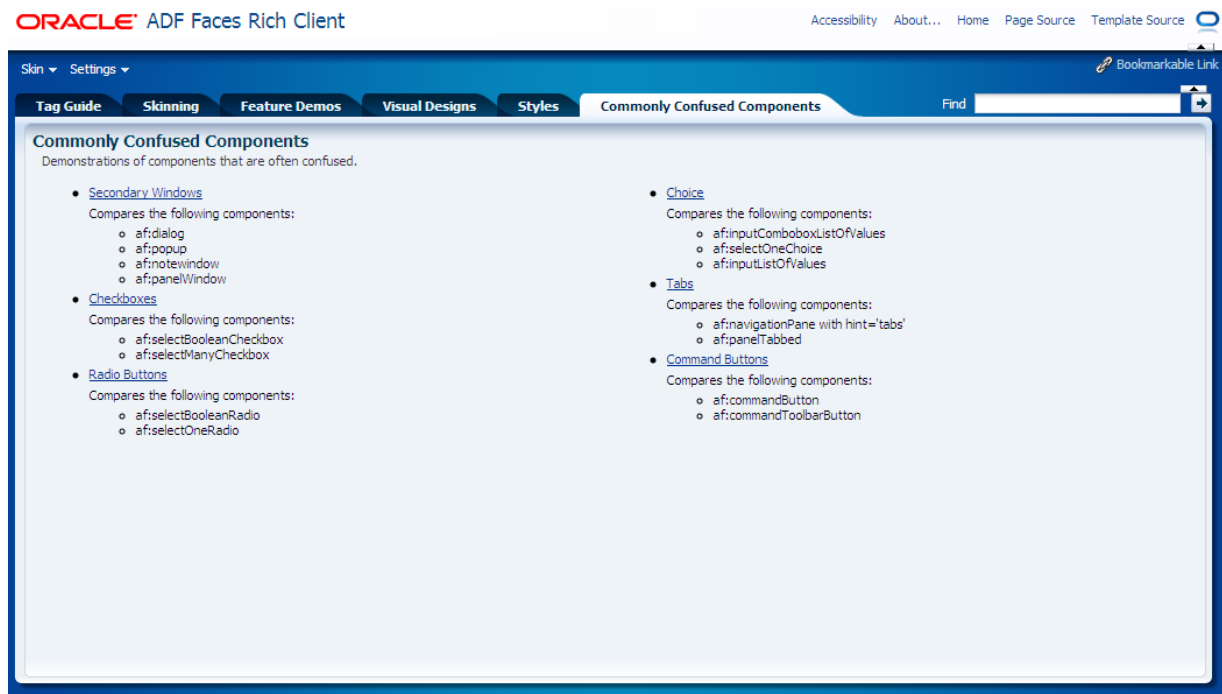 ORACLE ADF Faces Rich Client
Accessibility About... Home Page Source Template Source
Skin Settings
Bookmarkable Link
Tag Guide Skinning Feature Demos Visual Designs Styles Commonly Confused Components Find
Commonly Confused Components
Demonstrations of components that are often confused.
Secondary Windows
Compares the following components:
af:dialog
af:popup
af:notewindow
af:panelWindow
Checkboxes
Compares the following components:
af:selectBooleanCheckbox
af:selectManyCheckbox
Radio Buttons
Compares the following components:
af:selectBooleanRadio
af:selectOneRadio
Choice
Compares the following components:
af:inputComboboxListOfValues
af:selectOneChoice
af:inputListOfValues
Tabs
Compares the following components:
af:navigationPane with hint='tabs'
af:panelTabbed
Command Buttons
Compares the following components:
af:commandButton
af:commandToolbarButton